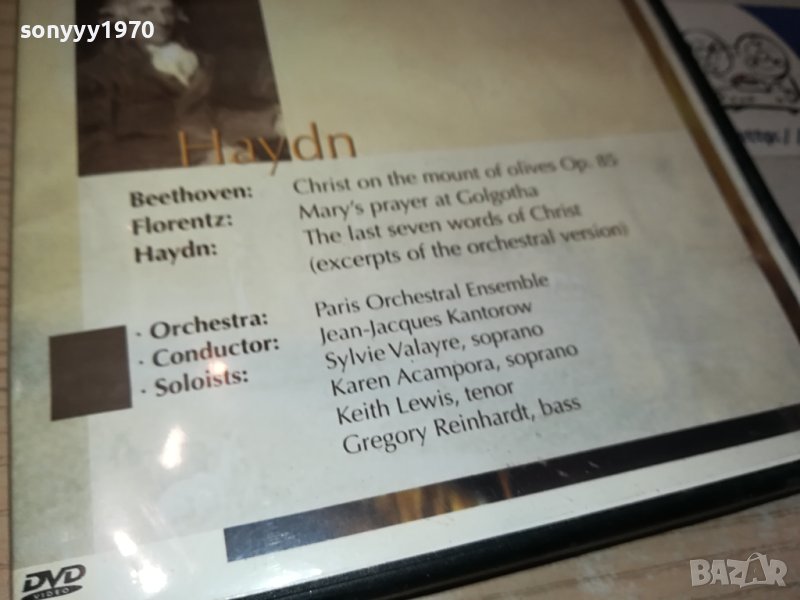 sonyyy1970
Haydn
Beethoven: Christ on the mount of olives Op. 85
Florentz: Mary's prayer at Golgotha
Haydn: The last seven words of Christ
(excerpts of the orchestral version)
· Orchestra: Paris Orchestral Ensemble
· Conductor: Jean-Jacques Kantorow
· Soloists: Sylvie Valayre, soprano
Karen Acampora, soprano
Keith Lewis, tenor
Gregory Reinhardt, bass
DVD
VIDEO
BAZAR